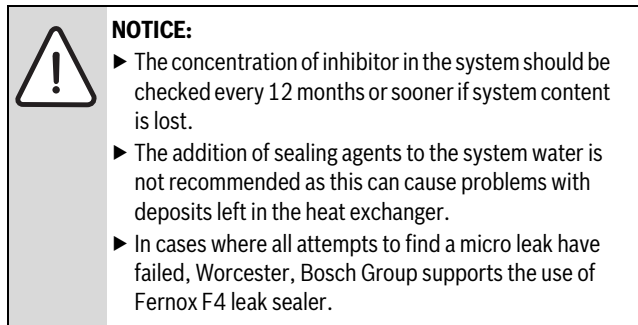 NOTICE:
▶ The concentration of inhibitor in the system should be
checked every 12 months or sooner if system content
is lost.
▶ The addition of sealing agents to the system water is
not recommended as this can cause problems with
deposits left in the heat exchanger.
▶ In cases where all attempts to find a micro leak have
failed, Worcester, Bosch Group supports the use of
Fernox F4 leak sealer.